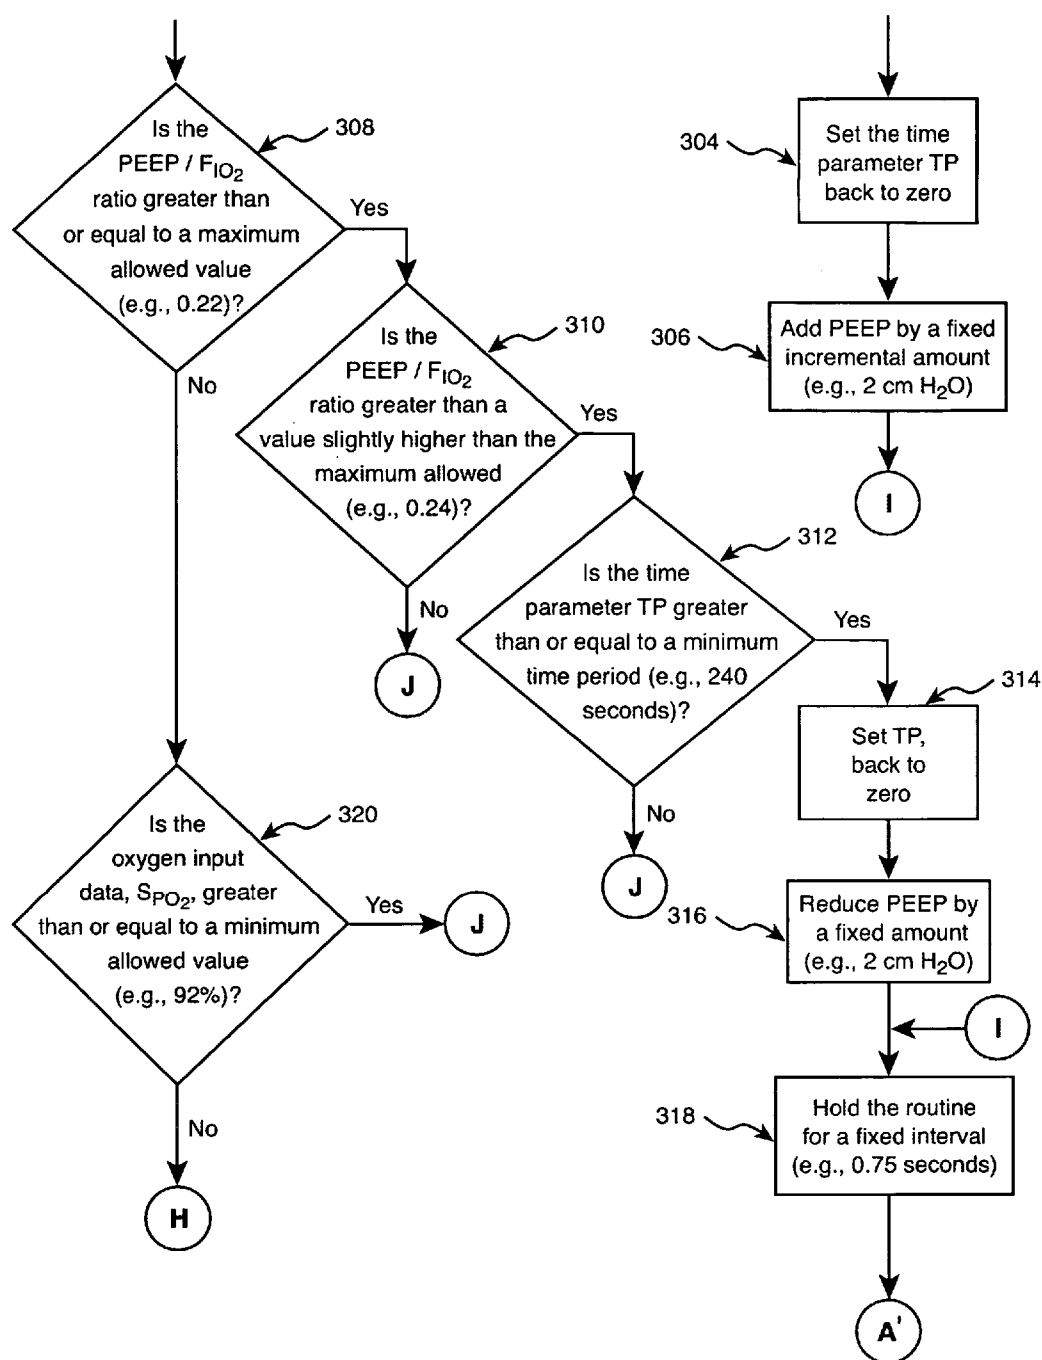 Is the
PEEP / FIO2
ratio greater than
or equal to a maximum
allowed value
(e.g., 0.22)?
308
Yes
No
Is the
PEEP / FIO2
ratio greater than a
value slightly higher than the
maximum allowed
(e.g., 0.24)?
310
Yes
No
J
Is the time
parameter TP greater
than or equal to a minimum
time period (e.g., 240
seconds)?
312
Yes
No
J
304
Set the time
parameter TP
back to zero
306
Add PEEP by a fixed
incremental amount
(e.g., 2 cm H2O)
I
314
Set TP,
back to
zero
316
Reduce PEEP by
a fixed amount
(e.g., 2 cm H2O)
I
318
Hold the routine
for a fixed interval
(e.g., 0.75 seconds)
A'
320
Is the
oxygen input
data, SPO2, greater
than or equal to a minimum
allowed value
(e.g., 92%)?
Yes
J
No
H